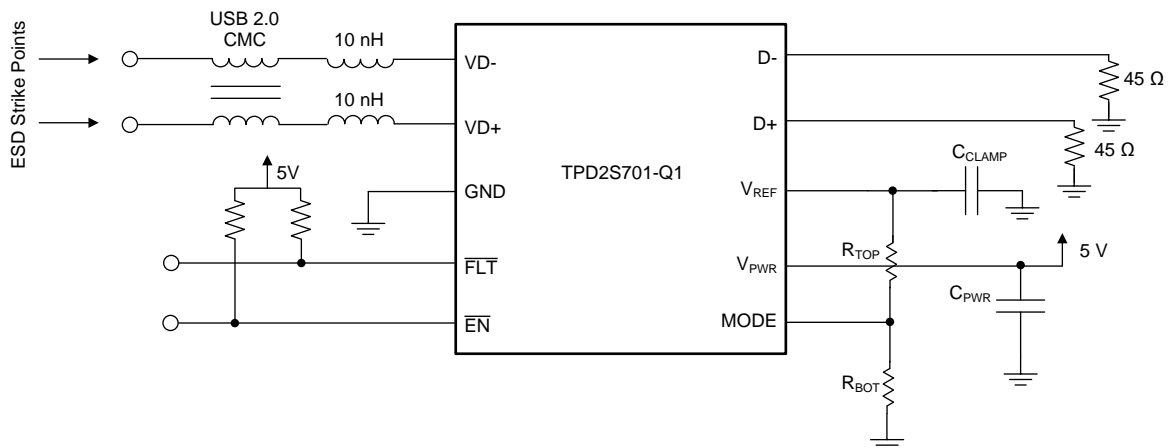 ESD Strike Points
USB 2.0
CMC
10 nH
10 nH
VD-
VD+
GND
FLT
EN
5V
TPD2S701-Q1
D-
D+
VREF
VPWR
MODE
45 Ω
45 Ω
CCLAMP
RTOP
5 V
CPWR
RBOT